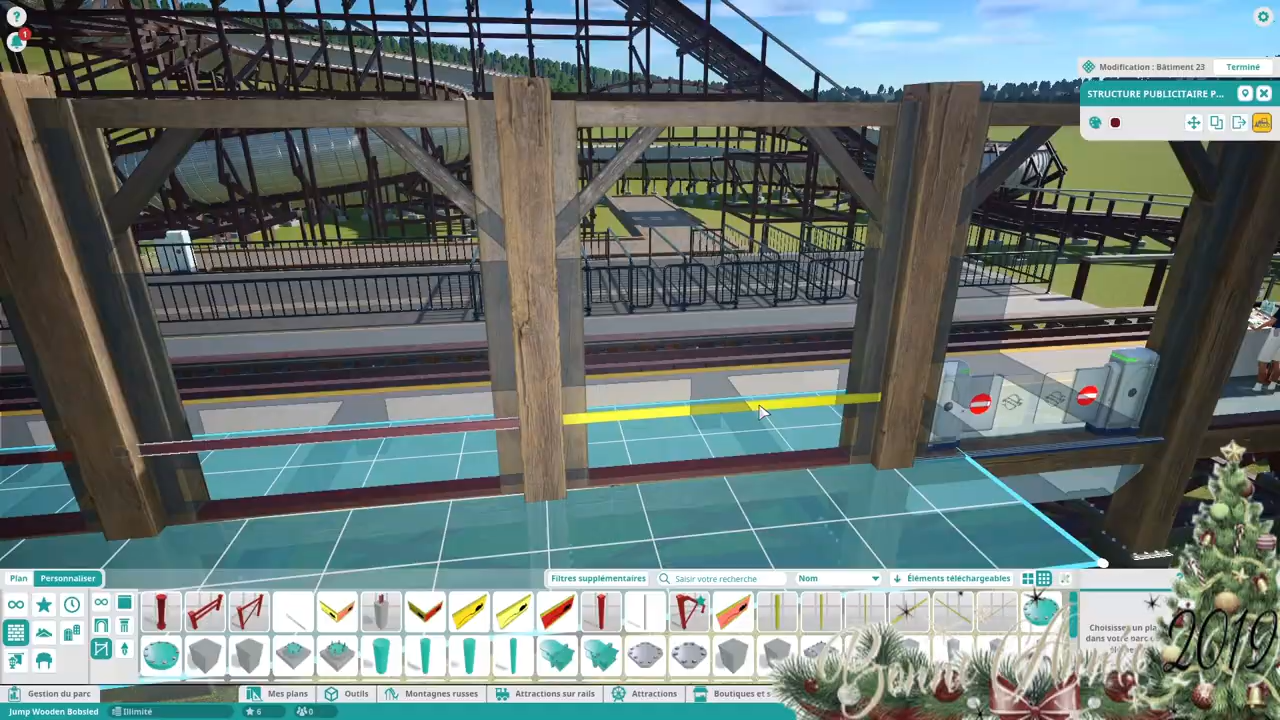 ?
1
Modification : Bâtiment 23
Terminé
STRUCTURE PUBLICITAIRE P...
Plan
Personnaliser
Filtres supplémentaires
Saisir votre recherche
Nom
Éléments téléchargeables
Choisissez un pla
dans votre parc
Gestion du parc
Mes plans
Outils
Montagnes russes
Attractions sur rails
Attractions
Boutiques et s
Jump Wooden Bobsled
Illimité
6
0
Bonne Année
2019